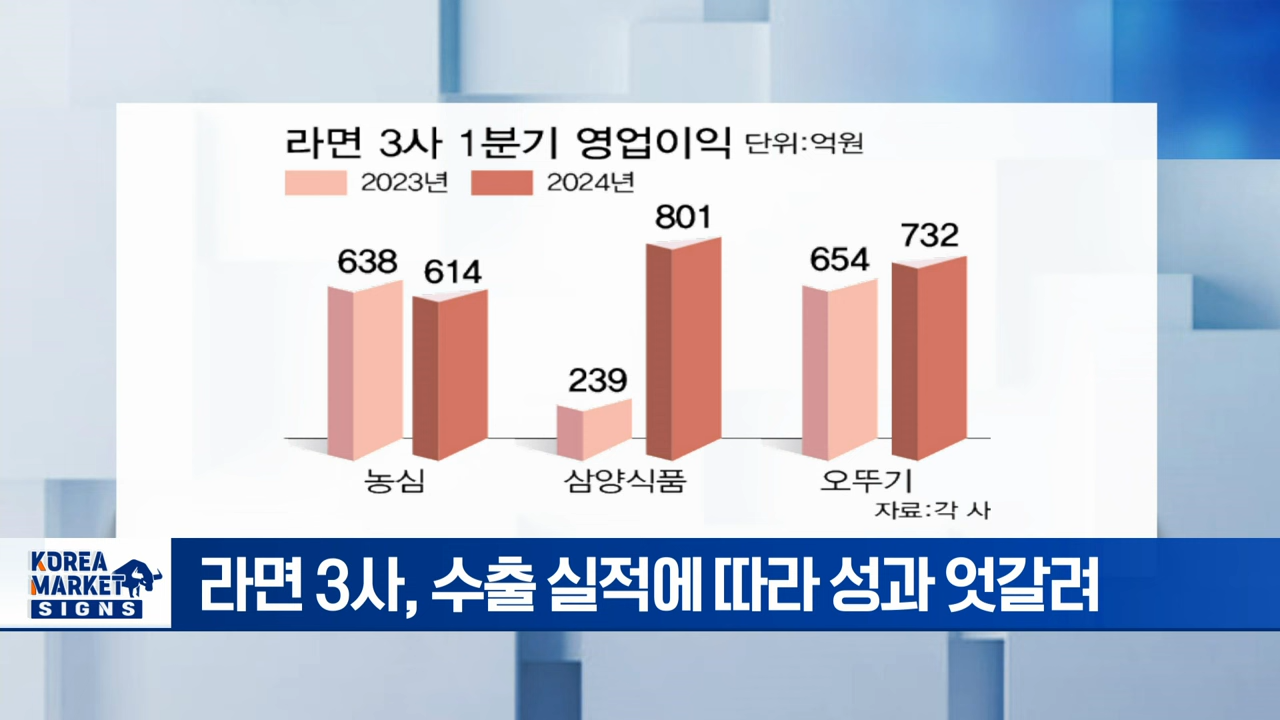 라면 3사 1분기 영업이익 단위:억원
2023년 2024년
638 614 239 801 654 732
농심 삼양식품 오뚜기
자료:각 사
KOREA
MARKET
SIGNS
라면 3사, 수출 실적에 따라 성과 엇갈려